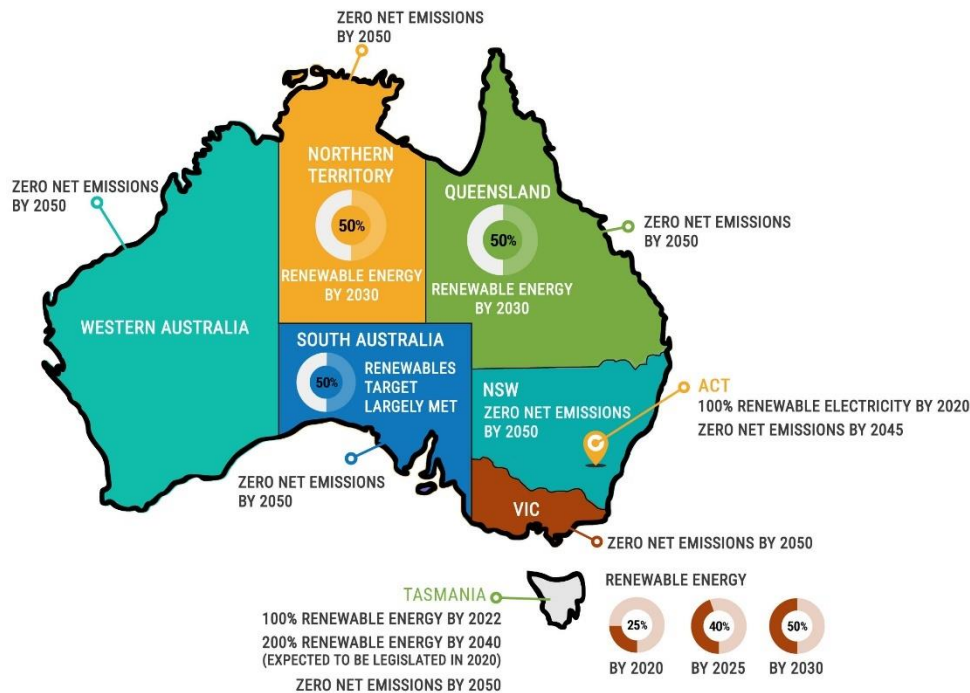 ZERO NET EMISSIONS
BY 2050
NORTHERN
TERRITORY
50%
RENEWABLE ENERGY
BY 2030
ZERO NET EMISSIONS
BY 2050
WESTERN AUSTRALIA
QUEENSLAND
50%
RENEWABLE ENERGY
BY 2030
ZERO NET EMISSIONS
BY 2050
SOUTH AUSTRALIA
50%
RENEWABLES
TARGET
LARGELY MET
ZERO NET EMISSIONS
BY 2050
NSW
ZERO NET EMISSIONS
BY 2050
ACT
100% RENEWABLE ELECTRICITY BY 2020
ZERO NET EMISSIONS BY 2045
VIC
ZERO NET EMISSIONS BY 2050
RENEWABLE ENERGY
25%
BY 2020
40%
BY 2025
50%
BY 2030
TASMANIA
100% RENEWABLE ENERGY BY 2022
200% RENEWABLE ENERGY BY 2040
(EXPECTED TO BE LEGISLATED IN 2020)
ZERO NET EMISSIONS BY 2050